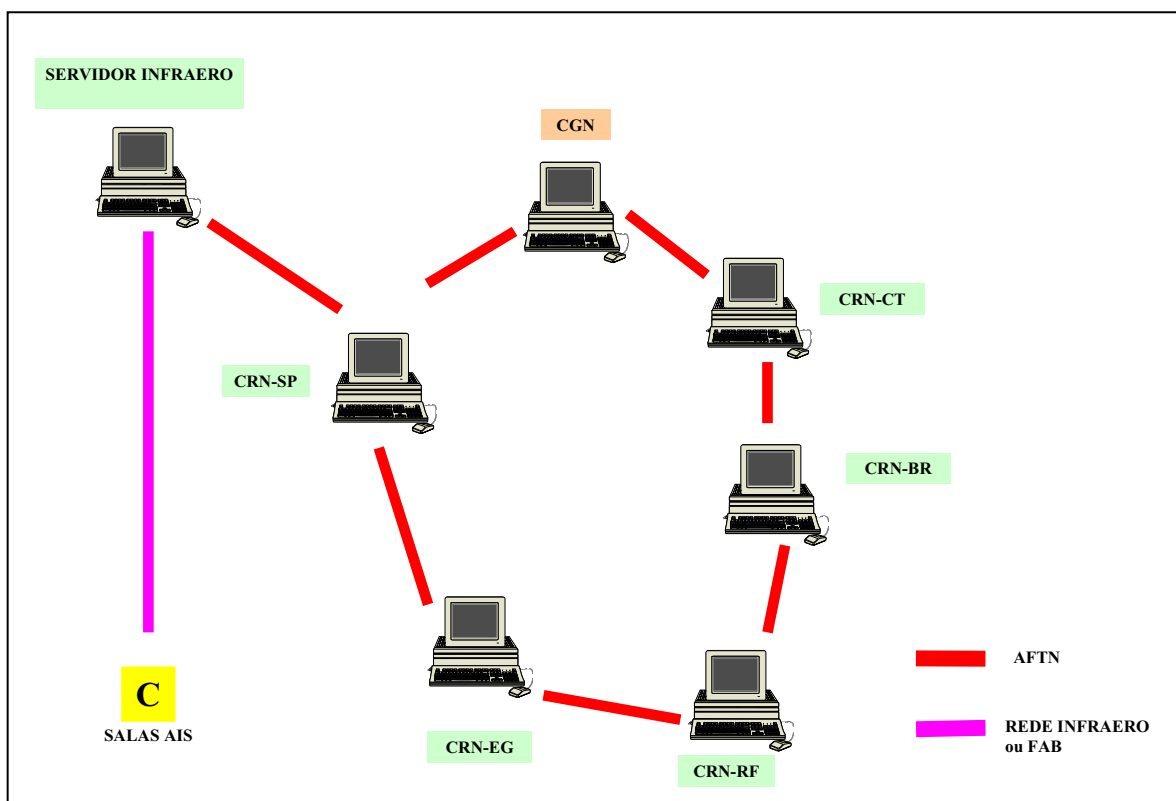 SERVIDOR INFRAERO
CGN
CRN-CT
CRN-SP
CRN-BR
AFTN
C
SALAS AIS
REDE INFRAERO
ou FAB
CRN-EG
CRN-RF